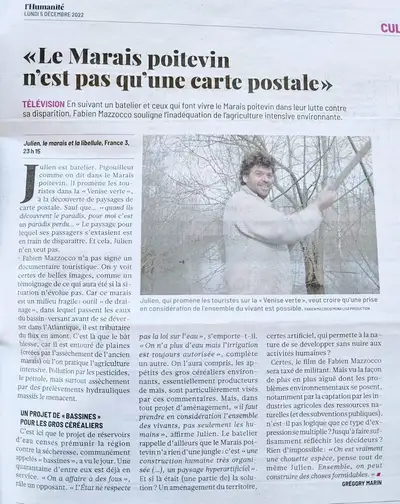 l'Humanité
LUNDI 5 DÉCEMBRE 2022
CUL
«Le Marais poitevin
n'est pas qu'une carte postale»
TÉLÉVISION En suivant un batelier et ceux qui font vivre le Marais poitevin dans leur lutte contre
sa disparition, Fabien Mazzocco souligne l'inadéquation de l'agriculture intensive environnante.
Julien, le marais et la libellule, France 3,
23 h 15
Julien est batelier. Pigouilleur
comme on dit dans le Marais
poitevin. Il promène les tou-
ristes dans la « Venise verte », à la
découverte de paysages de
carte postale. Sauf que... « quand ils
découvrent le paradis, pour moi c'est
un paradis perdu ». Le paysage pour
lequel ses passagers s'extasient est
en train de disparaître. Et cela, Julien
n'en veut pas.
Fabien Mazzocco n'a pas signé un
documentaire touristique. On y voit
certes de belles images, comme un
témoignage de ce qui aura été si la si-
tuation n'évolue pas. Car ce marais
est un milieu fragile : outil « de drai-
nage », dans lequel passent les eaux
du bassin-versant avant de se déver-
ser dans l'Atlantique, il est tributaire
du flux en amont. C'est là que le bât
blesse, car il est entouré de plaines
(créées par l'assèchement de l'ancien
marais) où l'on pratique l'agriculture
intensive. Pollution par les pesticides,
le pétrole, mais surtout assèchement
par des prélèvements hydrauliques
massifs le menacent.
UN PROJET DE « BASSINES »
POUR LES GROS CÉRÉALIERS
C'est ici que le projet de réservoirs
d'eau censés prémunir la région
contre la sécheresse, communément
appelés « bassines », a vu le jour. Une
quarantaine d'entre eux est déjà en
service. « On a affaire à des fous »,
râle un opposant. « L'État ne respecte
Julien, qui promène les touristes sur la « Venise verte », veut croire qu'une prise
en considération de l'ensemble du vivant est possible.
pas la loi sur l'eau », s'emporte-t-il.
« On n'a plus d'eau mais l'irrigation
est toujours autorisée », complète
un autre. On l'aura compris, les ap-
pétits des gros céréaliers environ-
nants, essentiellement producteurs
de maïs, sont particulièrement visés
par ces commentaires. Mais, dans
tout projet d'aménagement, « il faut
prendre en considération l'ensemble
des vivants, pas seulement les hu-
mains », affirme Julien. Le batelier
rappelle d'ailleurs que le Marais poi-
tevin n'a rien d'une jungle : c'est « une
construction humaine très organi-
sée (...), un paysage hyperartificiel ».
Et si là était (une partie de) la solu-
tion ? Un aménagement du territoire,
certes artificiel, qui permette à la na-
ture de se développer sans nuire aux
activités humaines ?
Certes, le film de Fabien Mazzocco
sera taxé de militant. Mais vu la façon
de plus en plus aiguë dont les pro-
blèmes environnementaux se posent,
notamment par la captation par les in-
dustries agricoles des ressources na-
turelles (et des subventions publiques),
n'est-il pas logique que ce type d'ex-
pression se multiplie ? Jusqu'à faire suf-
fisamment réfléchir les décideurs ?
Rien d'impossible : « On est vraiment
une chouette espèce, pense tout de
même Julien. Ensemble, on peut
construire des choses formidables. »
GRÉGORY MARIN